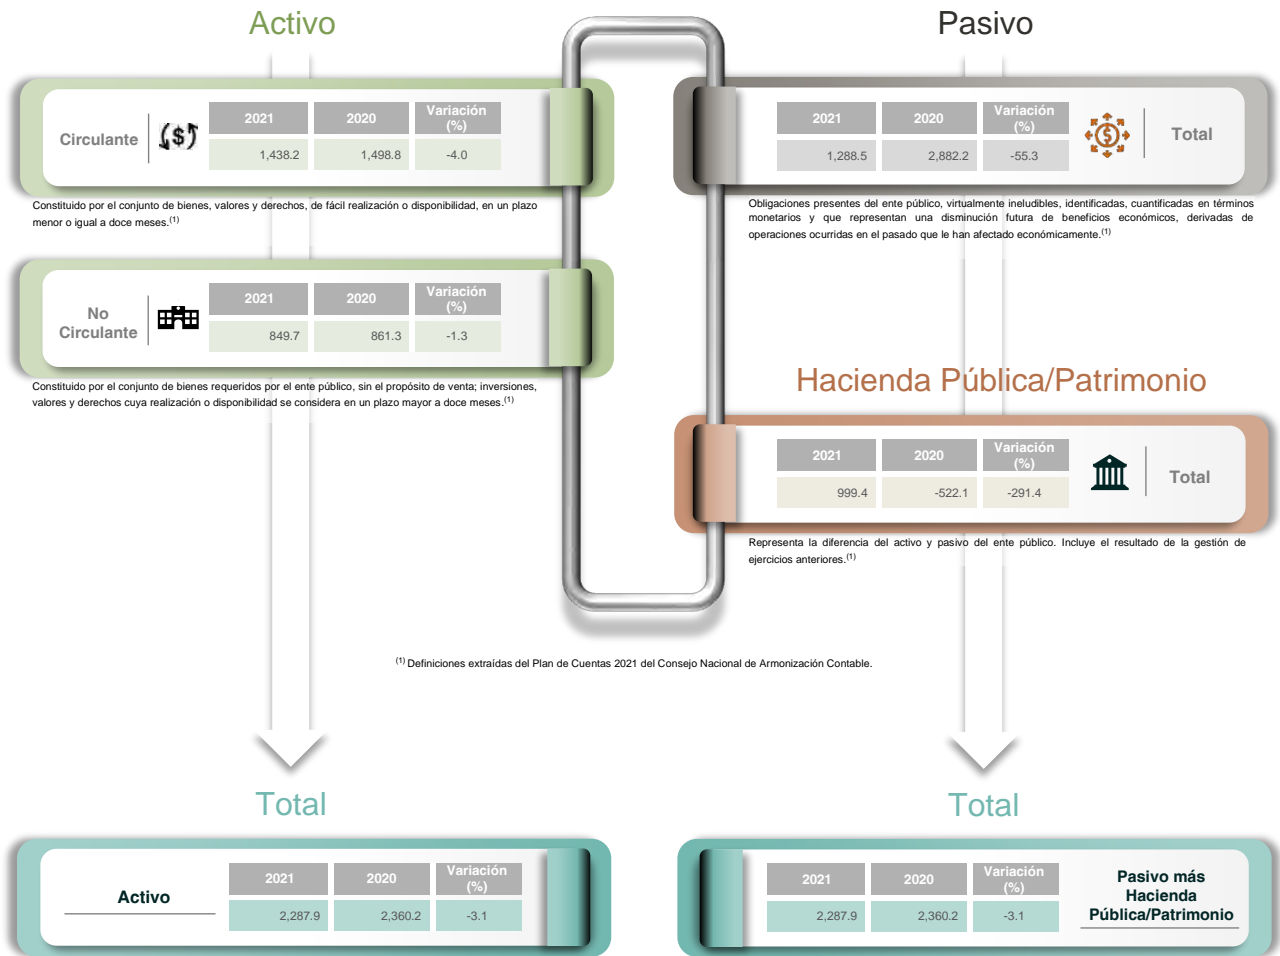 Activo
Circulante
2021 2020 Variación (%)
1,438.2 1,498.8 -4.0
Constituido por el conjunto de bienes, valores y derechos, de fácil realización o disponibilidad, en un plazo
menor o igual a doce meses.(1)
No
Circulante
2021 2020 Variación (%)
849.7 861.3 -1.3
Constituido por el conjunto de bienes requeridos por el ente público, sin el propósito de venta; inversiones,
valores y derechos cuya realización o disponibilidad se considera en un plazo mayor a doce meses.(1)
Pasivo
2021 2020 Variación (%)
1,288.5 2,882.2 -55.3
Total
Obligaciones presentes del ente público, virtualmente ineludibles, identificadas, cuantificadas en términos
monetarios y que representan una disminución futura de beneficios económicos, derivadas de
operaciones ocurridas en el pasado que le han afectado económicamente.(1)
Hacienda Pública/Patrimonio
2021 2020 Variación (%)
999.4 -522.1 -291.4
Total
Representa la diferencia del activo y pasivo del ente público. Incluye el resultado de la gestión de
ejercicios anteriores.(1)
(1) Definiciones extraídas del Plan de Cuentas 2021 del Consejo Nacional de Armonización Contable.
Total
Activo
2021 2020 Variación (%)
2,287.9 2,360.2 -3.1
Total
2021 2020 Variación (%)
2,287.9 2,360.2 -3.1
Pasivo más
Hacienda
Pública/Patrimonio